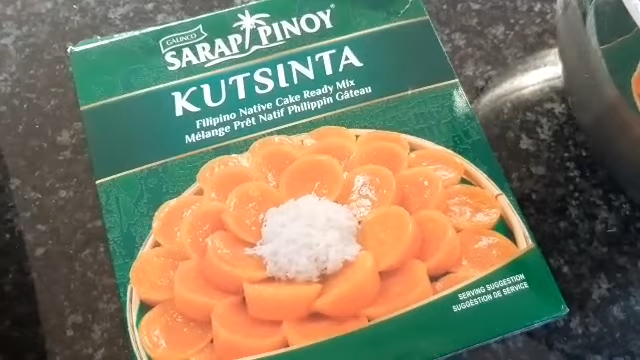 GALINCO
SARAP PINOY
KUTSINTA
Filipino Native Cake Ready Mix
Mélange Prêt Natif Philippin Gâteau
SERVING SUGGESTION
SUGGESTION DE SERVICE